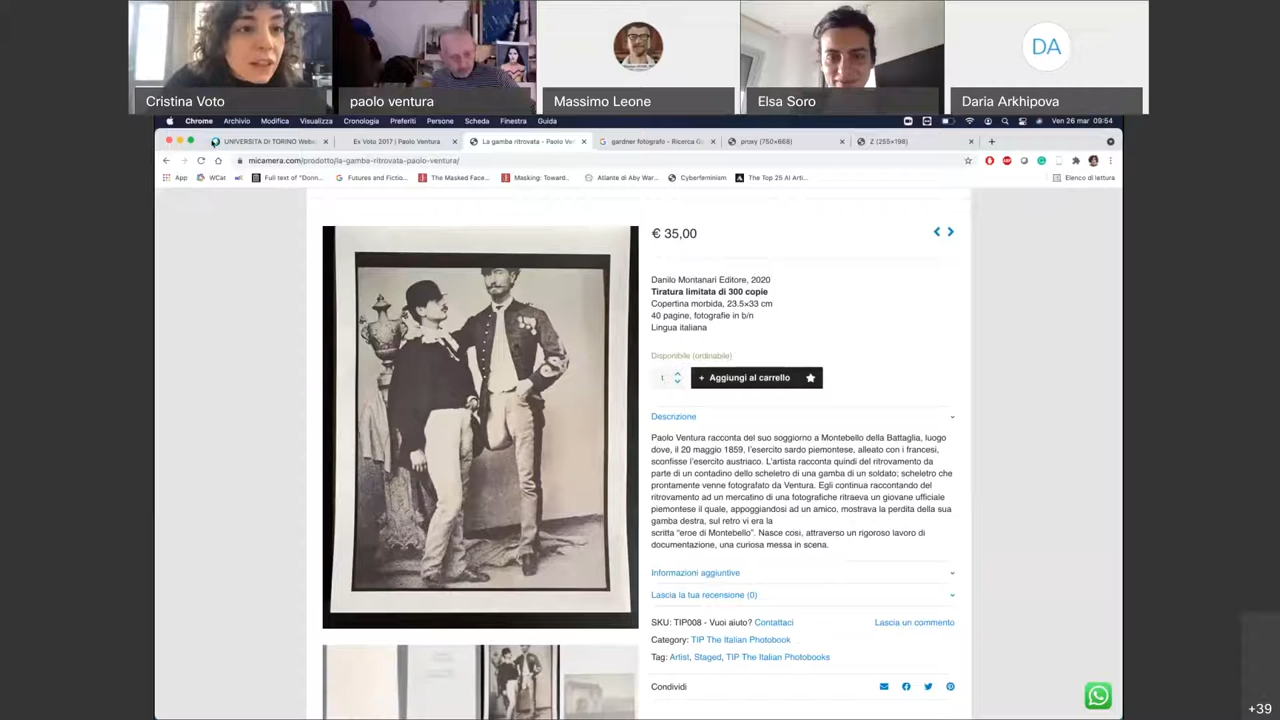 Cristina Voto
paolo ventura
Massimo Leone
Elsa Soro
DA
Daria Arkhipova
Chrome Archivio Modifica Visualizza Cronologia Preferiti Persone Scheda Finestra Guida
Ven 26 mar 09:54
UNIVERSITA DI TORINO Webe
Ex Voto 2017 | Paolo Ventura
La gamba ritrovata - Paolo Ve
gardner fotografo - Ricerca G
proxy (750×668)
Z (255×198)
micamera.com/prodotto/la-gamba-ritrovata-paolo-ventura/
App
WCat
Full text of "Donn...
Futures and Fictio...
The Masked Face...
Masking: Toward...
Atlante di Aby War...
Cyberfeminism
The Top 25 AI Arti...
Elenco di lettura
€ 35,00
Danilo Montanari Editore, 2020
Tiratura limitata di 300 copie
Copertina morbida, 23.5×33 cm
40 pagine, fotografie in b/n
Lingua italiana
Disponibile (ordinabile)
1
+ Aggiungi al carrello
Descrizione
Paolo Ventura racconta del suo soggiorno a Montebello della Battaglia, luogo
dove, il 20 maggio 1859, l'esercito sardo piemontese, alleato con i francesi,
sconfisse l'esercito austriaco. L'artista racconta quindi del ritrovamento da
parte di un contadino dello scheletro di una gamba di un soldato; scheletro che
prontamente venne fotografato da Ventura. Egli continua raccontando del
ritrovamento ad un mercatino di una fotografiche ritraeva un giovane ufficiale
piemontese il quale, appoggiandosi ad un amico, mostrava la perdita della sua
gamba destra, sul retro vi era la
scritta "eroe di Montebello". Nasce così, attraverso un rigoroso lavoro di
documentazione, una curiosa messa in scena.
Informazioni aggiuntive
Lascia la tua recensione (0)
SKU: TIP008 - Vuoi aiuto? Contattaci
Lascia un commento
Category: TIP The Italian Photobook
Tag: Artist, Staged, TIP The Italian Photobooks
Condividi
+39